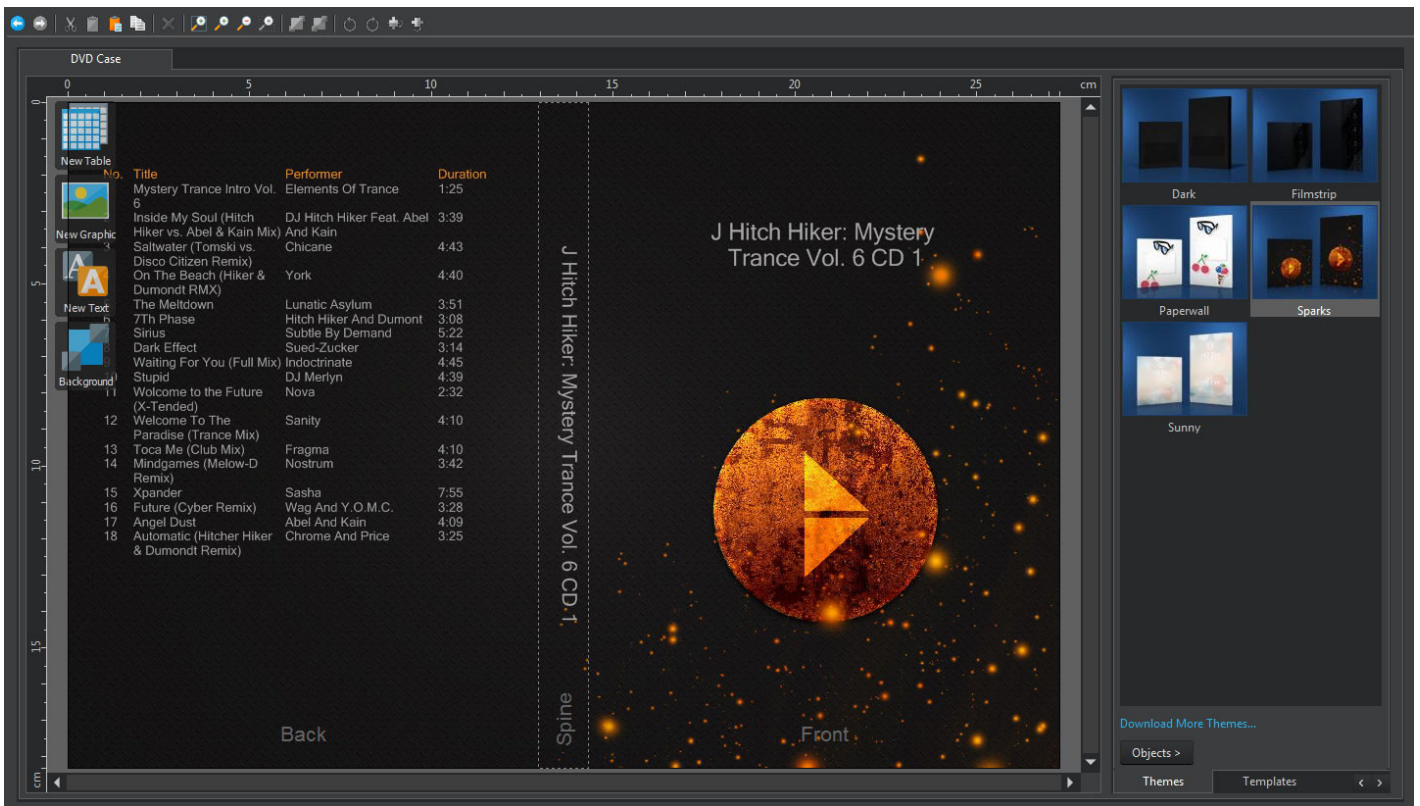 DVD Case
0 5 10 15 20 25 cm
0
5
10
15
cm
New Table
New Graphic
New Text
Background
No. Title Performer Duration
Mystery Trance Intro Vol. Elements Of Trance 1:25
6
Inside My Soul (Hitch DJ Hitch Hiker Feat. Abel 3:39
Hiker vs. Abel & Kain Mix) And Kain
3 Saltwater (Tomski vs. Chicane 4:43
Disco Citizen Remix)
On The Beach (Hiker & York 4:40
Dumondt RMX)
The Meltdown Lunatic Asylum 3:51
6 7Th Phase Hitch Hiker And Dumont 3:08
Sirius Subtle By Demand 5:22
Dark Effect Sued-Zucker 3:14
9 Waiting For You (Full Mix) Indoctrinate 4:45
10 Stupid DJ Merlyn 4:39
11 Wolcome to the Future Nova 2:32
(X-Tended)
12 Welcome To The Sanity 4:10
Paradise (Trance Mix)
13 Toca Me (Club Mix) Fragma 4:10
14 Mindgames (Melow-D Nostrum 3:42
Remix)
15 Xpander Sasha 7:55
16 Future (Cyber Remix) Wag And Y.O.M.C. 3:28
17 Angel Dust Abel And Kain 4:09
18 Automatic (Hitcher Hiker Chrome And Price 3:25
& Dumondt Remix)
Back
J Hitch Hiker: Mystery Trance Vol. 6 CD 1
Spine
J Hitch Hiker: Mystery
Trance Vol. 6 CD 1
Front
Dark Filmstrip
Paperwall Sparks
Sunny
Download More Themes...
Objects >
Themes Templates < >